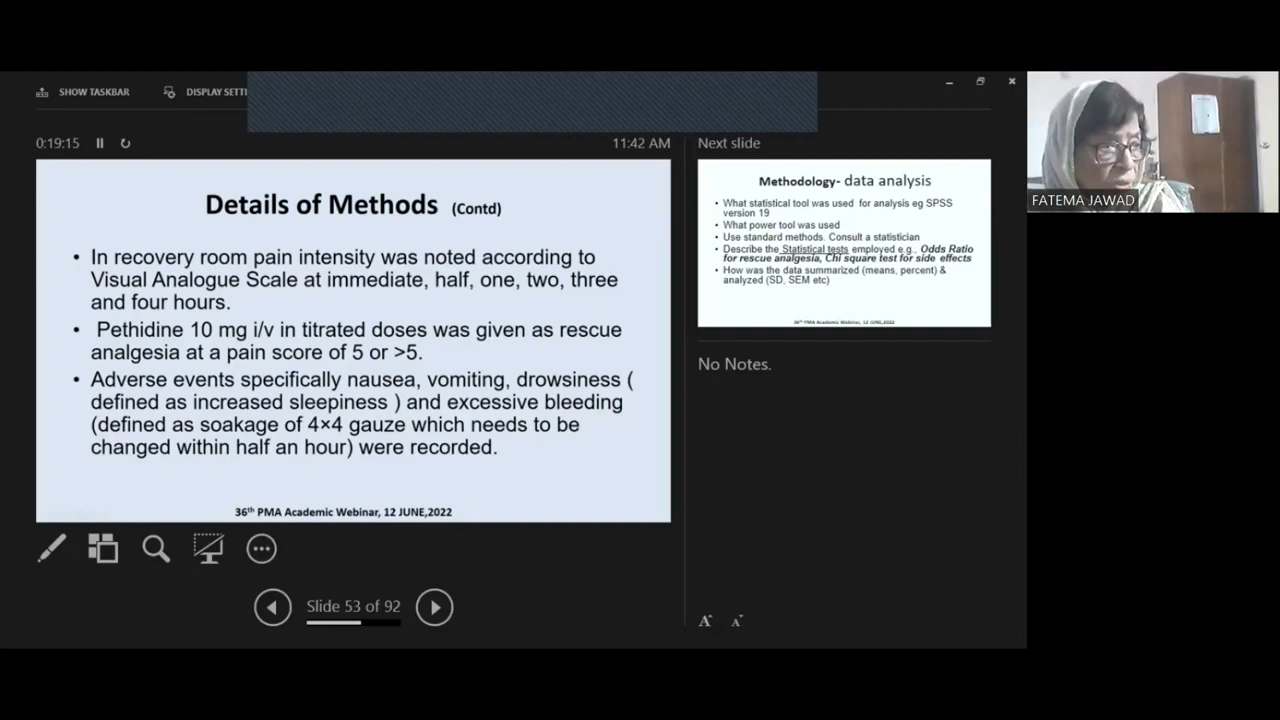 SHOW TASKBAR
DISPLAY SETTI
0:19:15
11:42 AM
Details of Methods (Contd)
• In recovery room pain intensity was noted according to
Visual Analogue Scale at immediate, half, one, two, three
and four hours.
• Pethidine 10 mg i/v in titrated doses was given as rescue
analgesia at a pain score of 5 or >5.
• Adverse events specifically nausea, vomiting, drowsiness (
defined as increased sleepiness ) and excessive bleeding
(defined as soakage of 4×4 gauze which needs to be
changed within half an hour) were recorded.
36th PMA Academic Webinar, 12 JUNE,2022
Slide 53 of 92
Next slide
Methodology- data analysis
• What statistical tool was used for analysis eg SPSS
version 19
• What power tool was used
• Use standard methods. Consult a statistician
• Describe the Statistical tests employed e.g., Odds Ratio
for rescue analgesia, Chi square test for side effects
• How was the data summarized (means, percent) &
analyzed (SD, SEM etc)
36th PMA Academic Webinar, 12 JUNE,2022
No Notes.
A A
FATEMA JAWAD